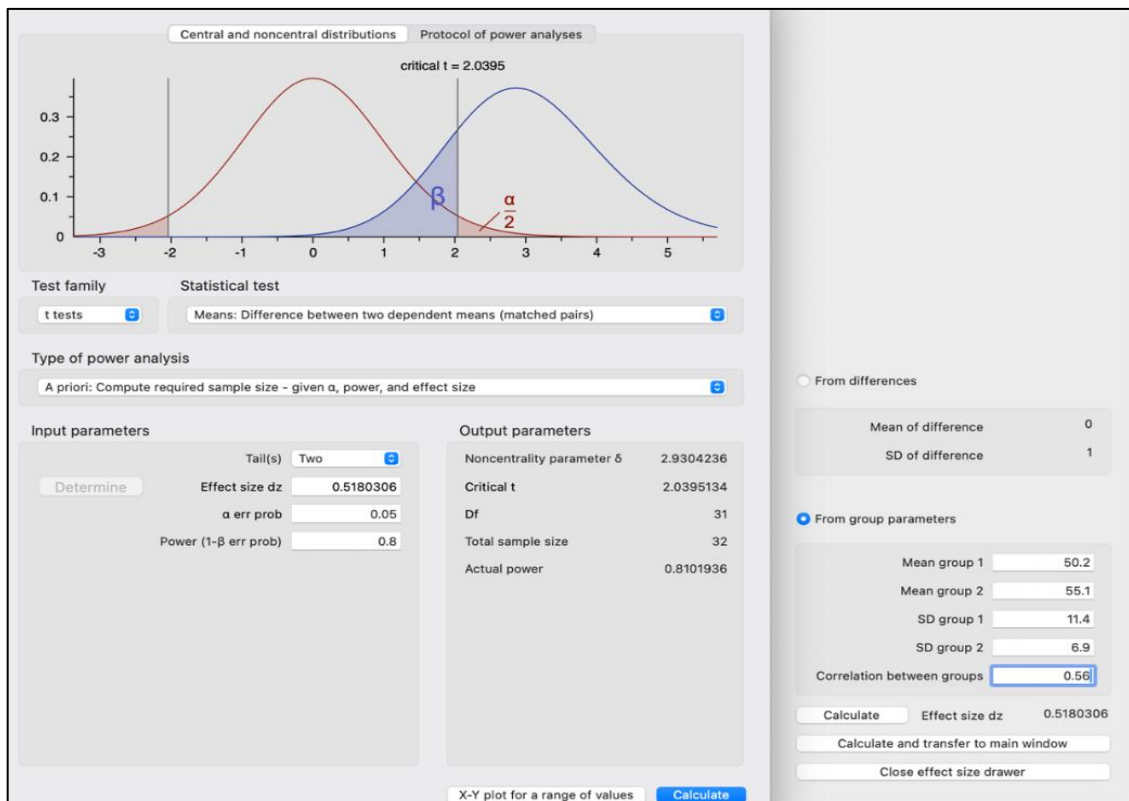 Central and noncentral distributions Protocol of power analyses
critical t = 2.0395
0.3
0.2
0.1
0
β
α
2
-3 -2 -1 0 1 2 3 4 5
Test family Statistical test
t tests Means: Difference between two dependent means (matched pairs)
Type of power analysis
A priori: Compute required sample size - given α, power, and effect size
Input parameters
Tail(s) Two
Determine Effect size dz 0.5180306
α err prob 0.05
Power (1-β err prob) 0.8
Output parameters
Noncentrality parameter δ 2.9304236
Critical t 2.0395134
Df 31
Total sample size 32
Actual power 0.8101936
X-Y plot for a range of values Calculate
From differences
Mean of difference 0
SD of difference 1
From group parameters
Mean group 1 50.2
Mean group 2 55.1
SD group 1 11.4
SD group 2 6.9
Correlation between groups 0.56
Calculate Effect size dz 0.5180306
Calculate and transfer to main window
Close effect size drawer